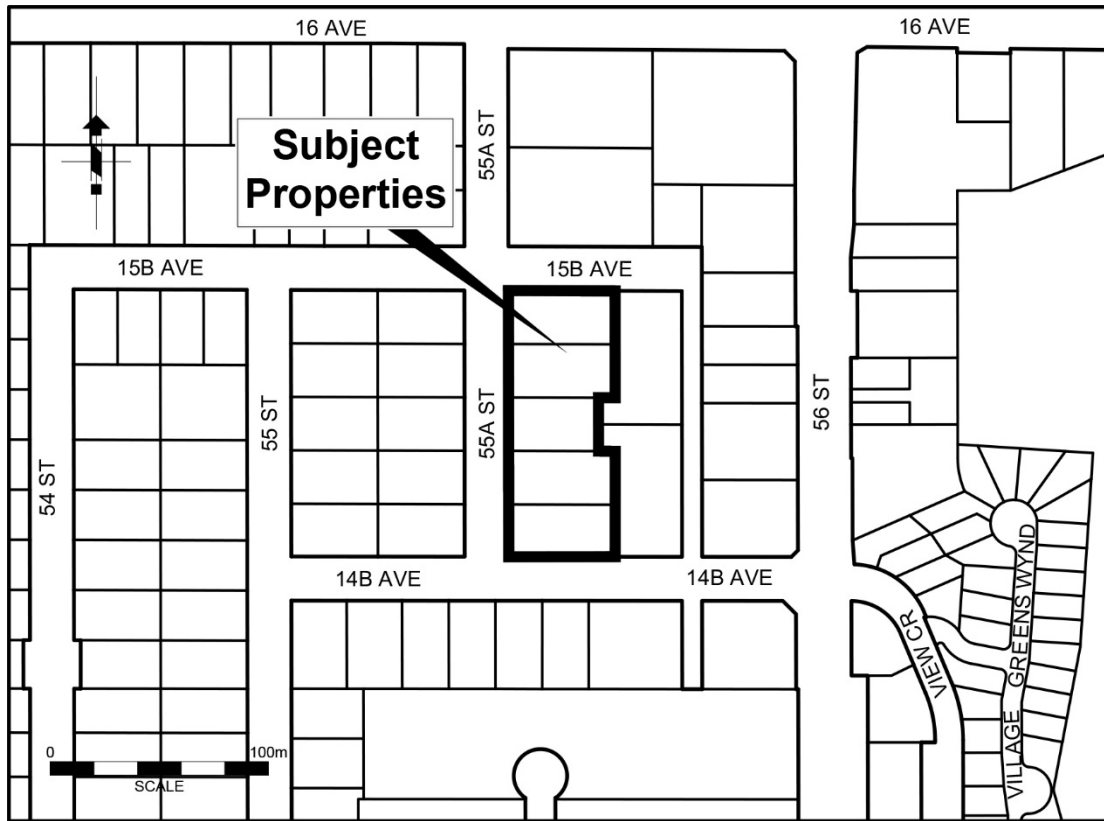 16 AVE
16 AVE
55A ST
Subject
Properties
15B AVE
15B AVE
54 ST
55 ST
55A ST
56 ST
14B AVE
14B AVE
VIEW CR
VILLAGE GREENS WYND
0
100m
SCALE